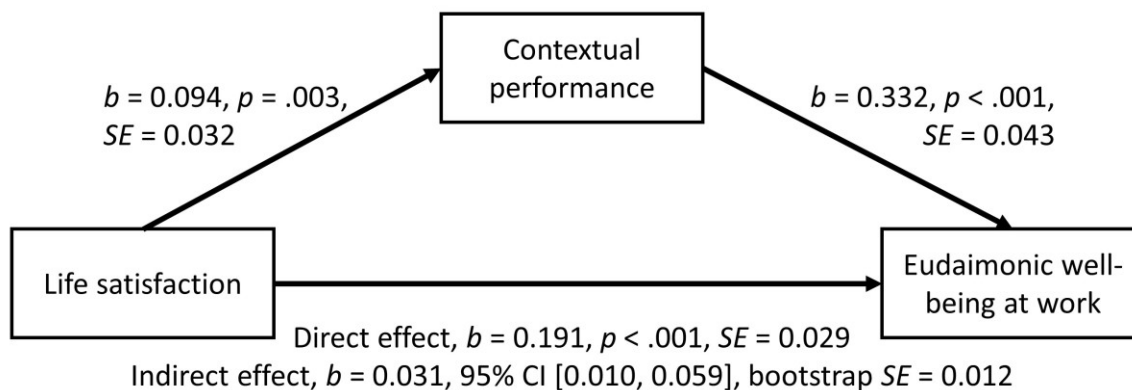 Contextual
performance
b = 0.094, p = .003,
SE = 0.032
b = 0.332, p < .001,
SE = 0.043
Life satisfaction
Eudaimonic well-
being at work
Direct effect, b = 0.191, p < .001, SE = 0.029
Indirect effect, b = 0.031, 95% CI [0.010, 0.059], bootstrap SE = 0.012